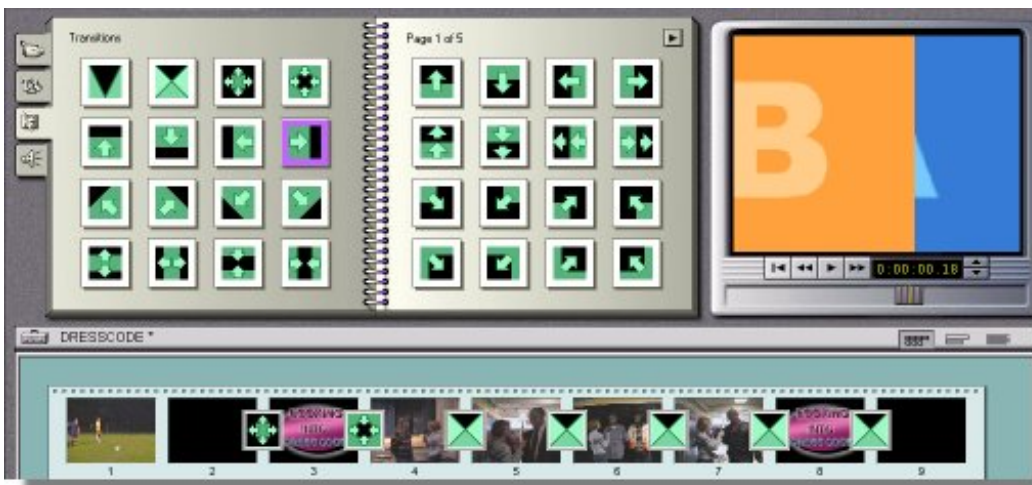 Transitions
Page 1 of 5
B
A
0:00:00.18
DRESSCODE *
1 2 3 4 5 6 7 8 9